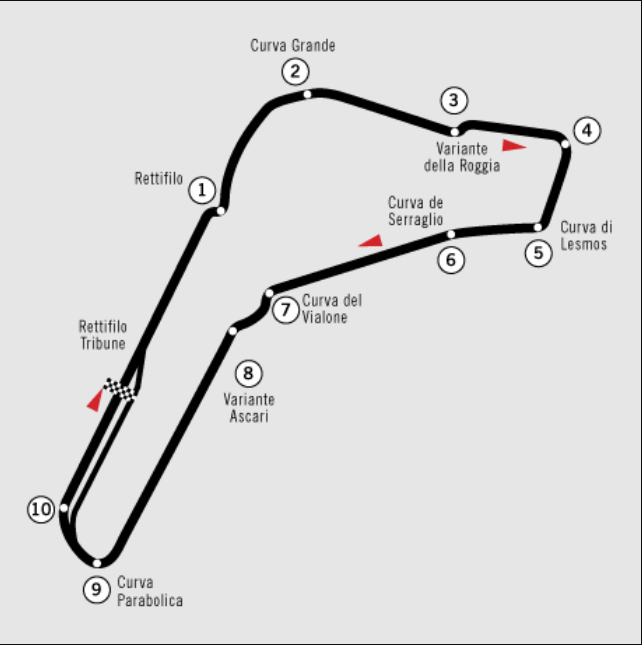 Curva Grande
2
3
4
Variante
della Roggia
Rettifilo
1
Curva de
Serraglio
Curva di
Lesmos
5
6
7
Curva del
Vialone
Rettifilo
Tribune
8
Variante
Ascari
10
9
Curva
Parabolica